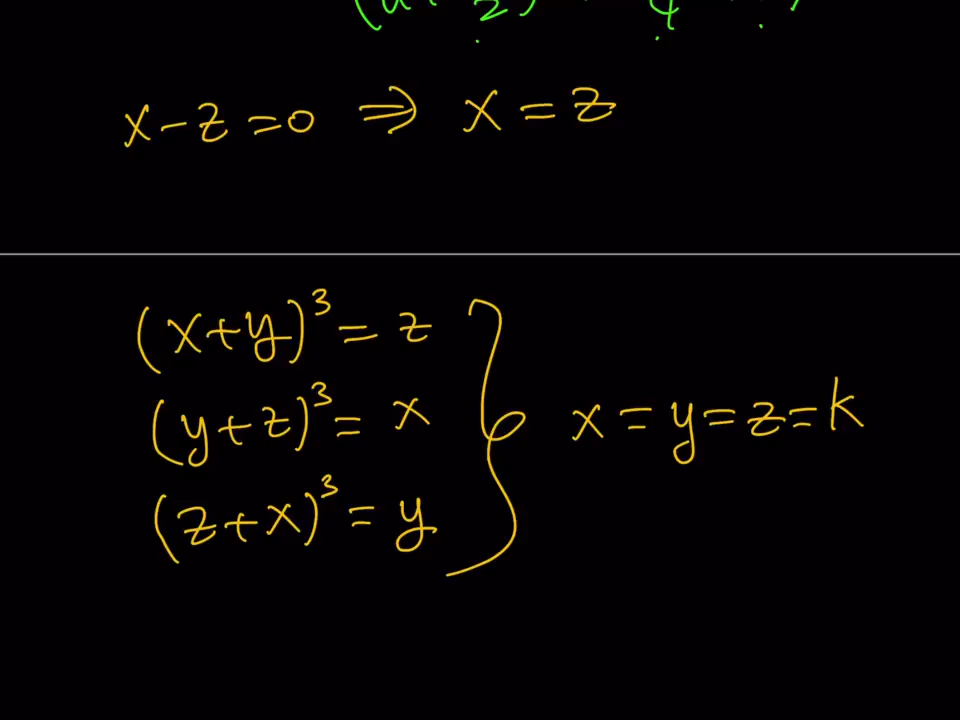 x-z=0 ⇒ x=z
(x+y)³=z
(y+z)³=x x=y=z=k
(z+x)³=y